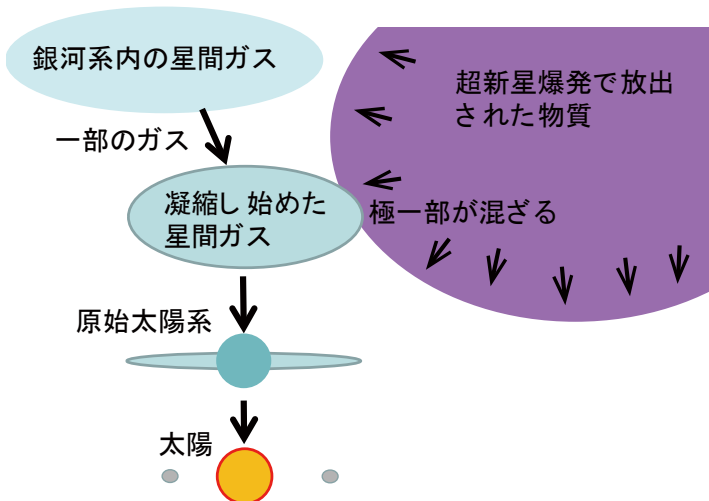 銀河系内の星間ガス
超新星爆発で放出
された物質
一部のガス
凝縮し始めた
星間ガス
極一部が混ざる
原始太陽系
太陽